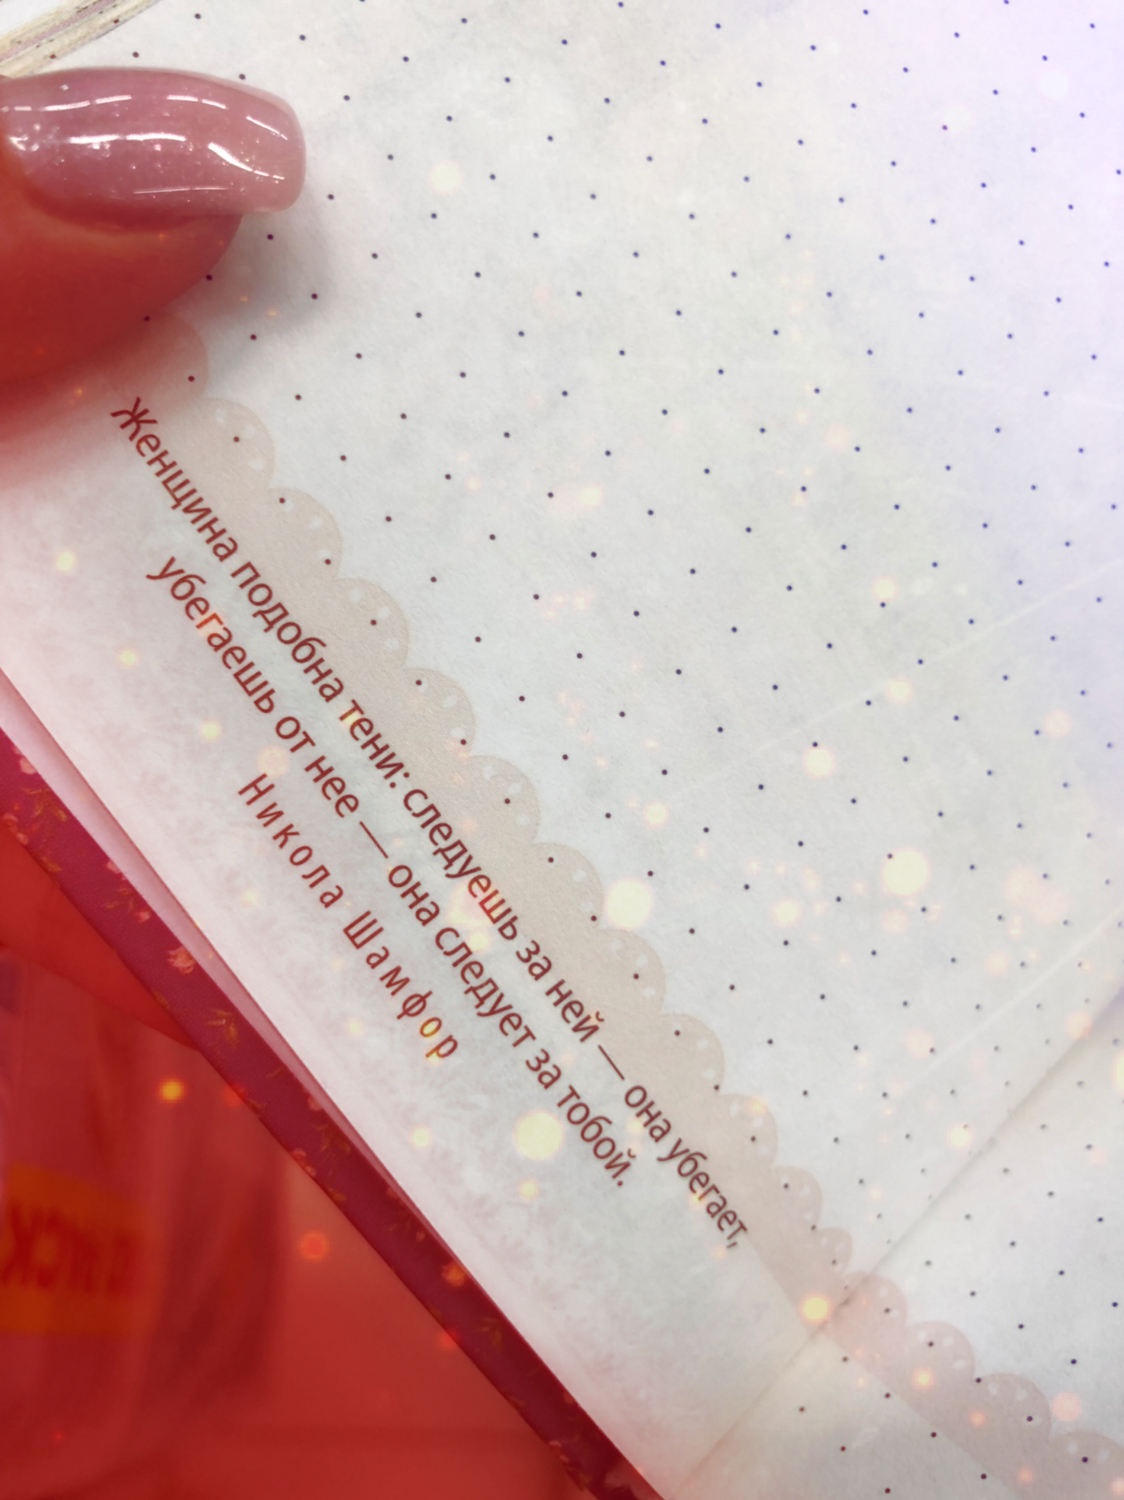 Женщина подобна тени: следуешь за ней — она убегает,
убегаешь от нее — она следует за тобой.
Никола Шамфор